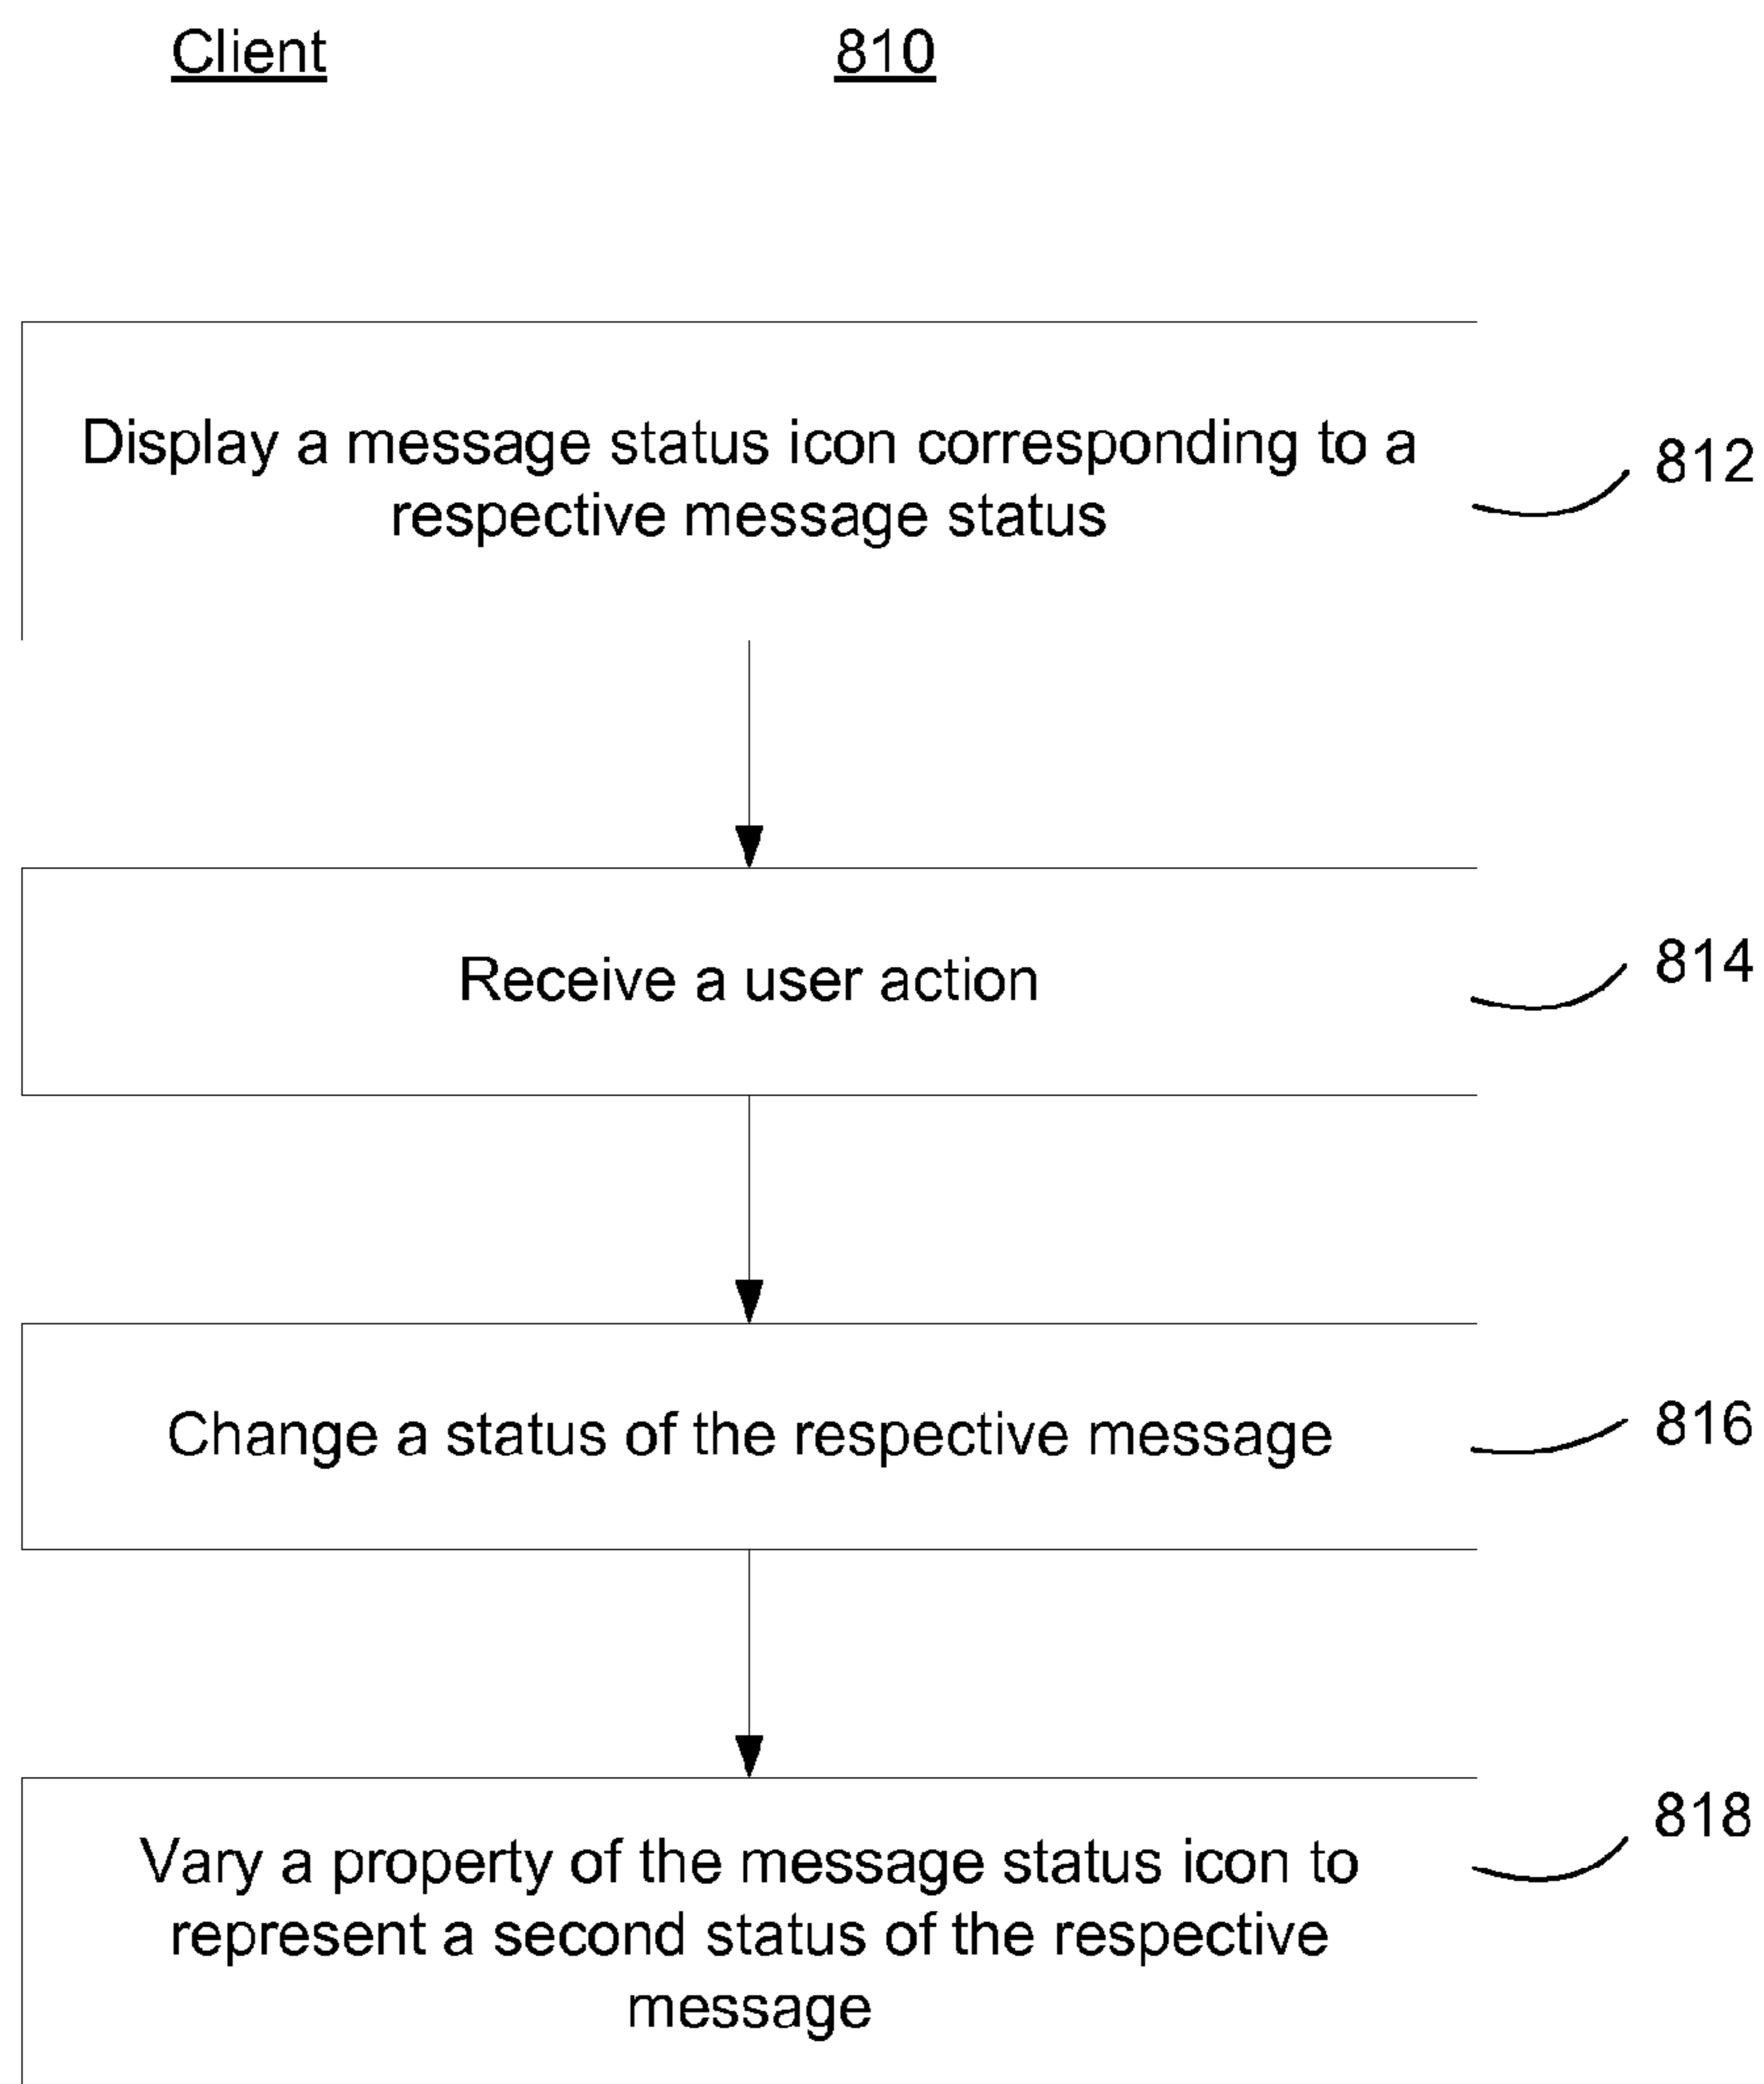 Client 810
Display a message status icon corresponding to a
respective message status
812
Receive a user action
814
Change a status of the respective message
816
Vary a property of the message status icon to
represent a second status of the respective
message
818